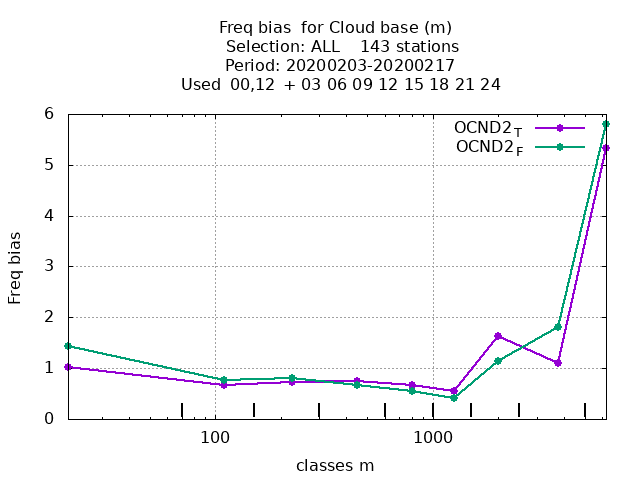 Freq bias  for Cloud base (m)
Selection: ALL    143 stations
Period: 20200203-20200217
Used  00,12  + 03 06 09 12 15 18 21 24
OCND2T
OCND2F
6
5
4
3
2
1
0
Freq bias
100 1000
classes m